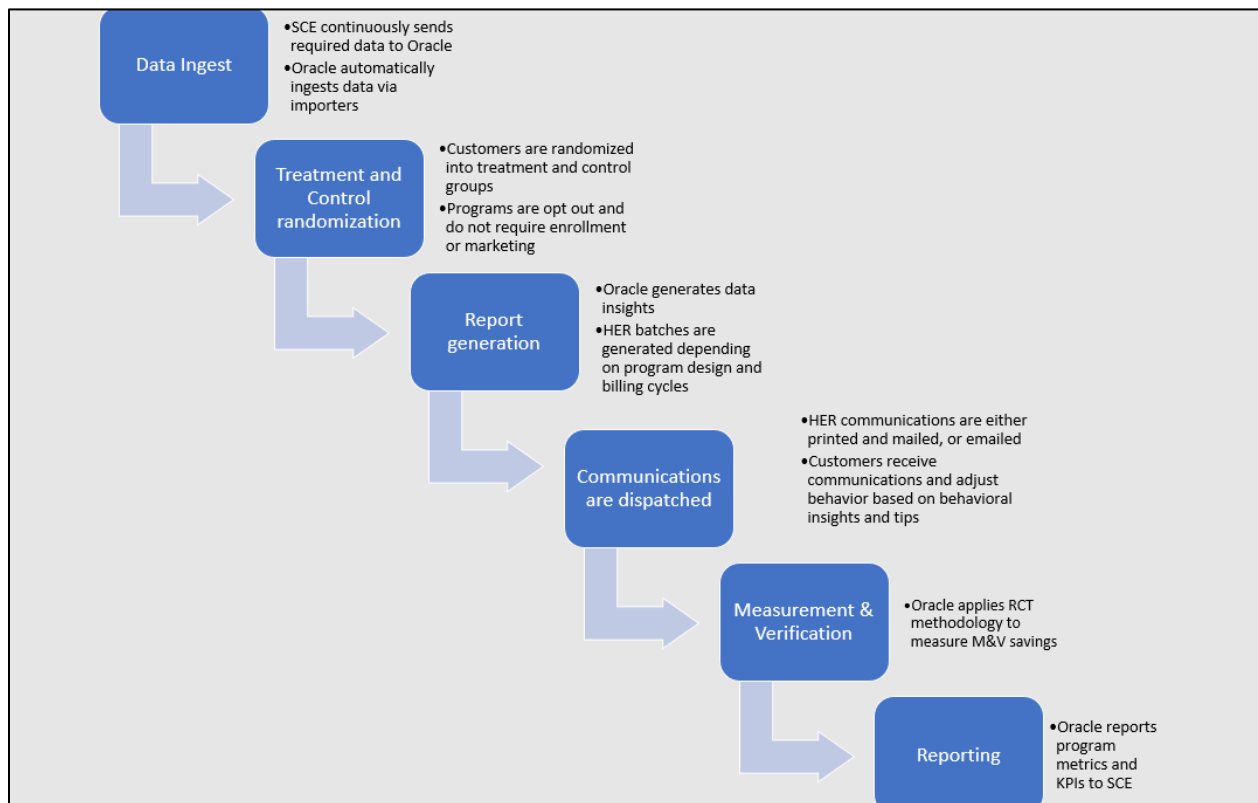 Data Ingest
•SCE continuously sends
required data to Oracle
•Oracle automatically
ingests data via
importers
Treatment and
Control
randomization
•Customers are randomized
into treatment and control
groups
•Programs are opt out and
do not require enrollment
or marketing
Report
generation
•Oracle generates data
insights
•HER batches are
generated depending
on program design and
billing cycles
Communications
are dispatched
•HER communications are either
printed and mailed, or emailed
•Customers receive
communications and adjust
behavior based on behavioral
insights and tips
Measurement &
Verification
•Oracle applies RCT
methodology to
measure M&V savings
Reporting
•Oracle reports
program
metrics and
KPIs to SCE